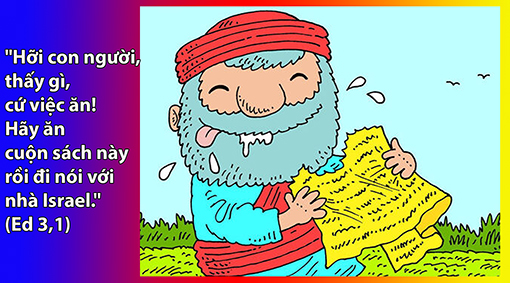 "Hỡi con người,
thấy gì,
cứ việc ăn!
Hãy ăn
cuộn sách này
rồi đi nói với
nhà Israel."
(Ed 3,1)